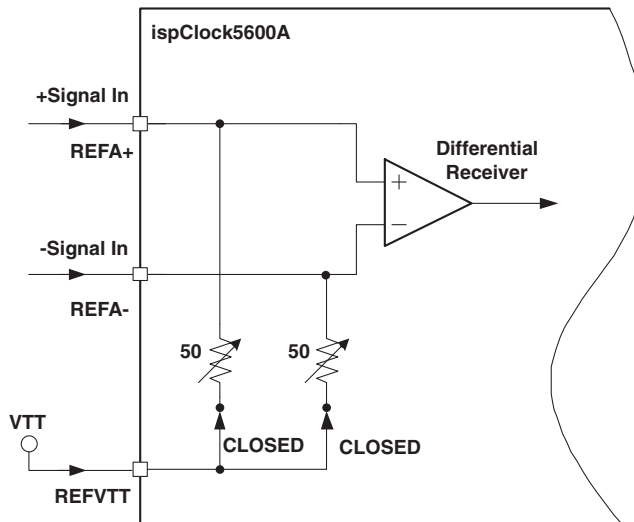 ispClock5600A
+Signal In
REFA+
Differential
Receiver
+
−
-Signal In
REFA-
50
50
VTT
CLOSED
CLOSED
REFVTT